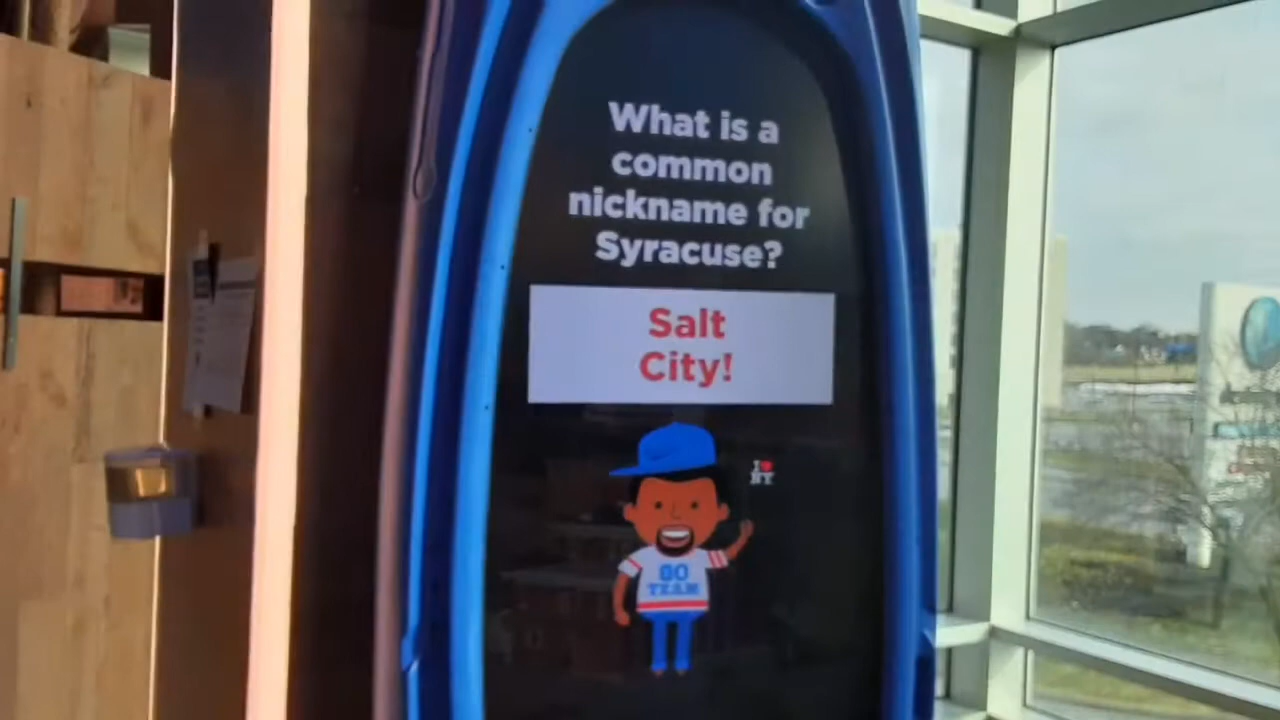 What is a
common
nickname for
Syracuse?
Salt
City!
I♥
NY
GO
TEAM